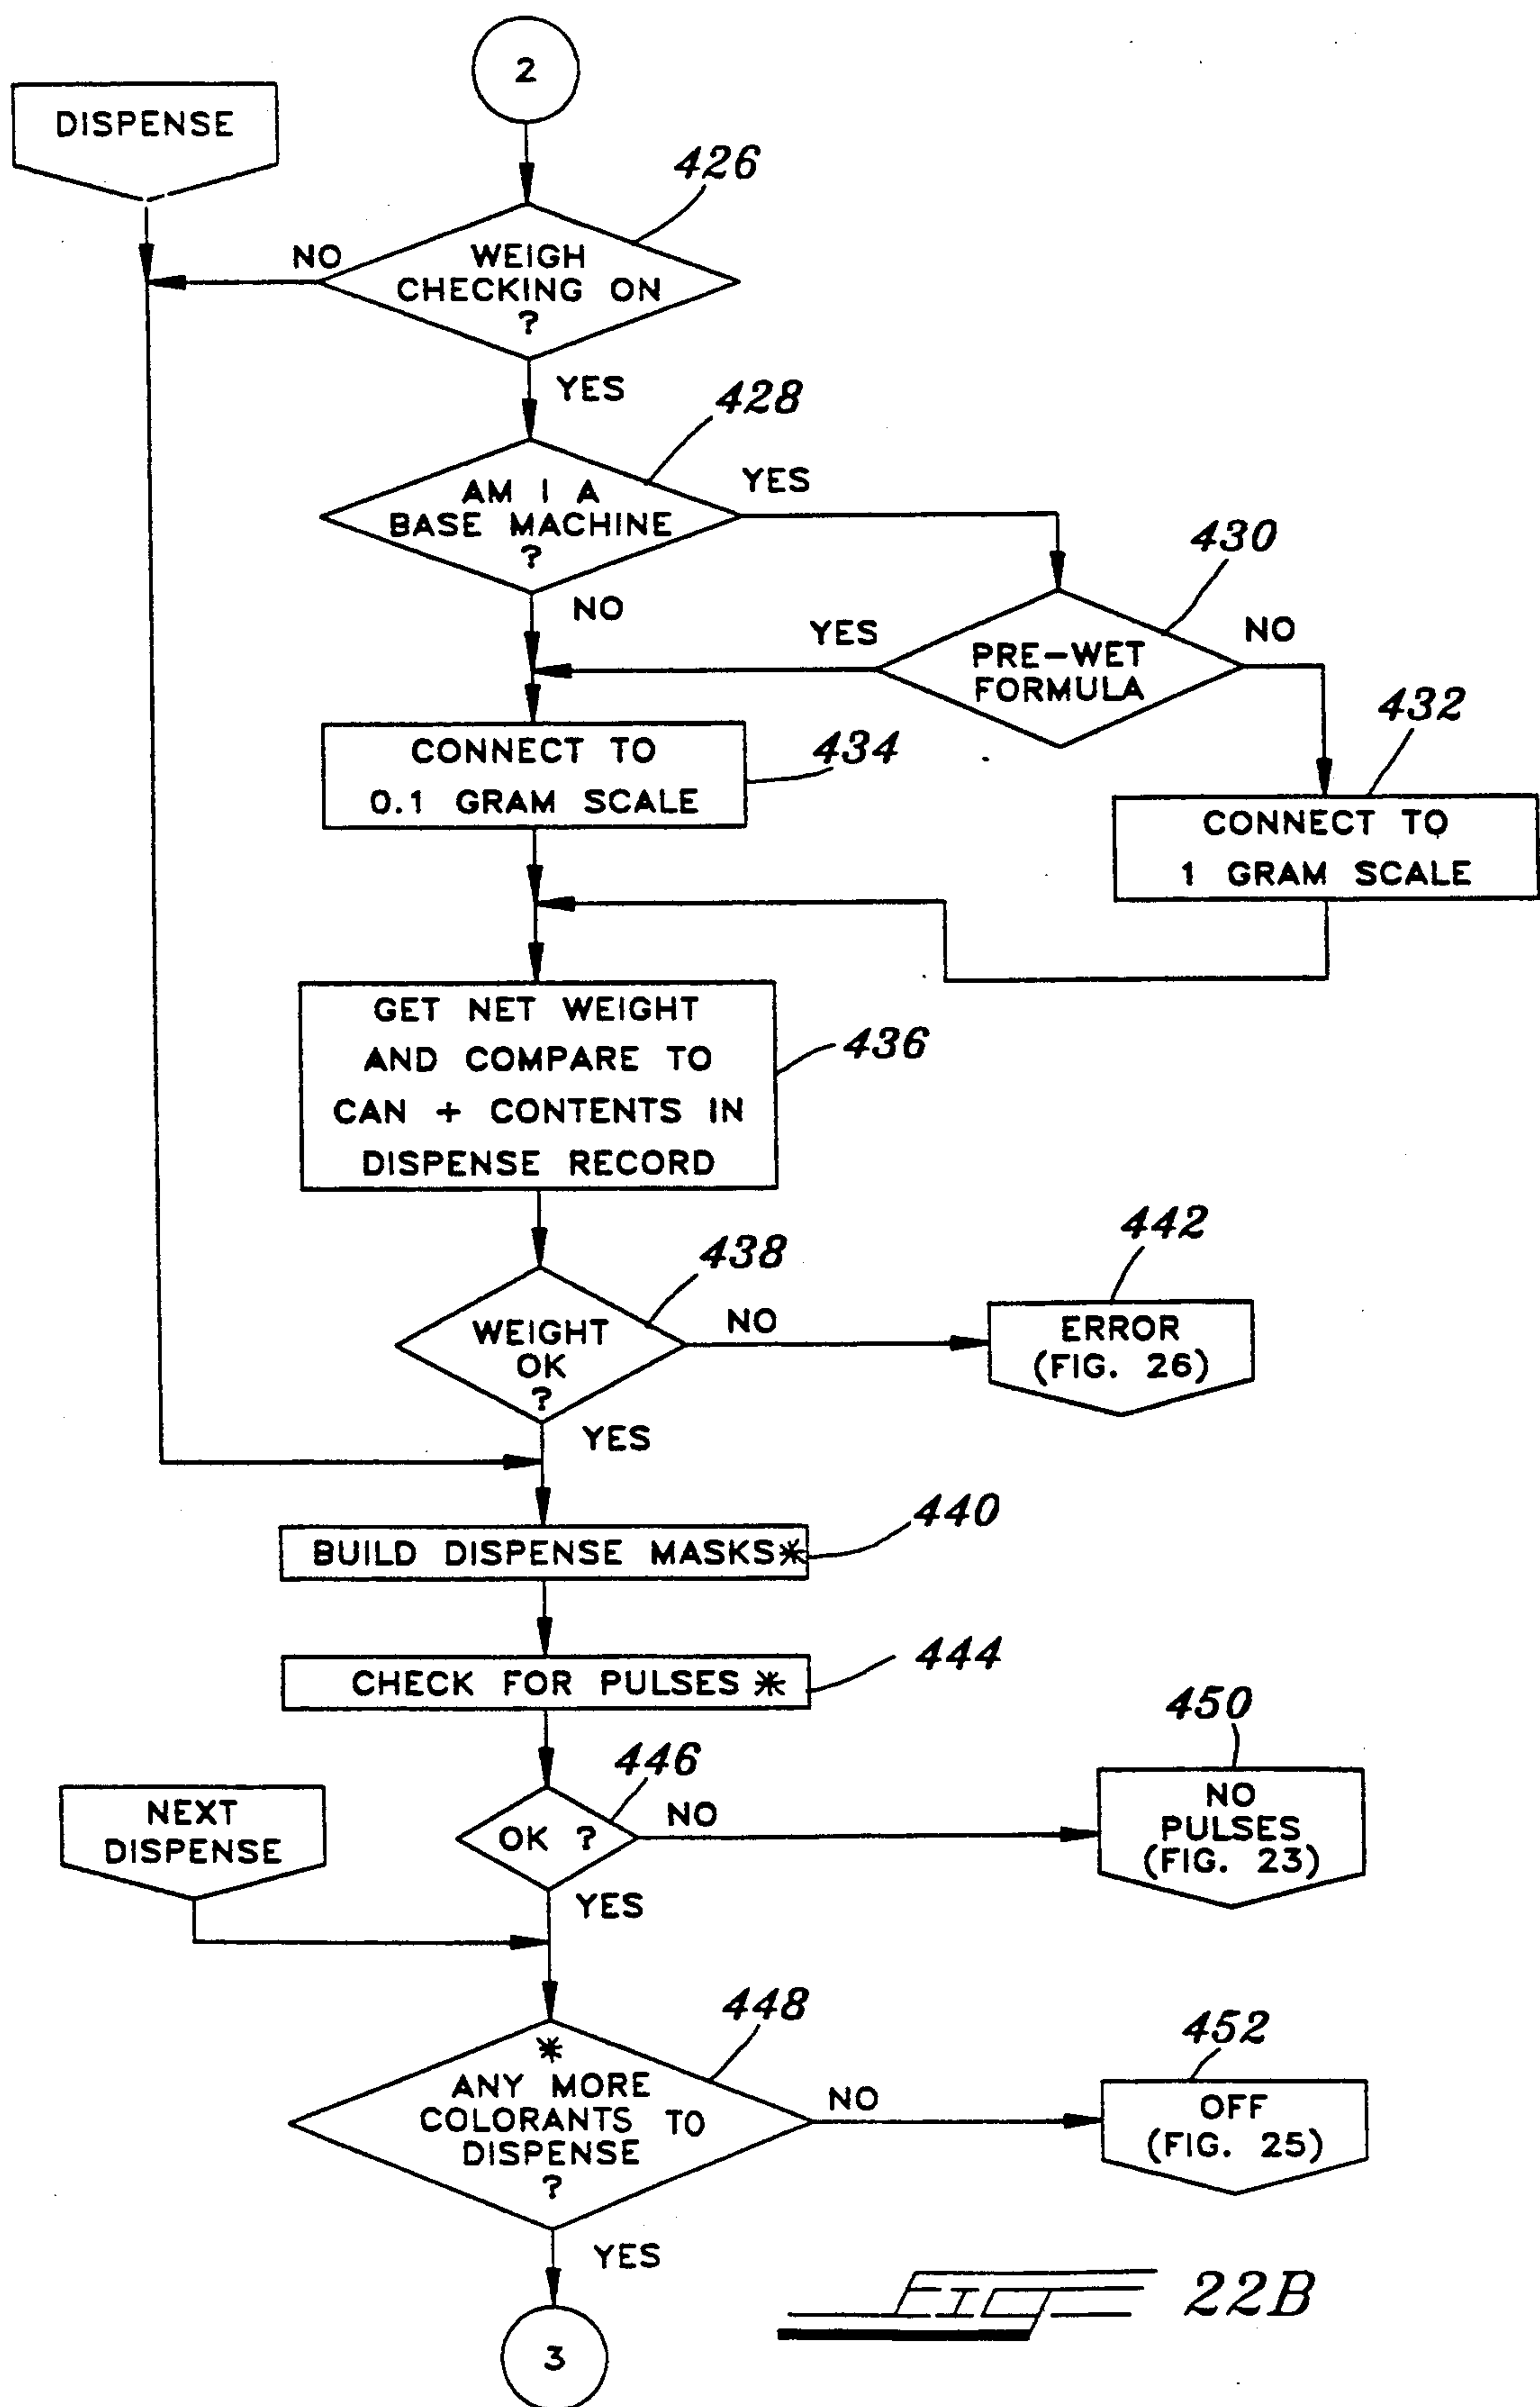 2
DISPENSE
426
NO
WEIGH
CHECKING ON
?
YES
428
AM I A
BASE MACHINE
?
YES
430
NO
YES
PRE-WET
FORMULA
NO
432
CONNECT TO
0.1 GRAM SCALE
434
CONNECT TO
1 GRAM SCALE
GET NET WEIGHT
AND COMPARE TO
CAN + CONTENTS IN
DISPENSE RECORD
436
438
442
WEIGHT
OK
?
NO
ERROR
(FIG. 26)
YES
440
BUILD DISPENSE MASKS*
444
CHECK FOR PULSES *
446
450
NEXT
DISPENSE
OK ?
NO
NO
PULSES
(FIG. 23)
YES
448
452
*
ANY MORE
COLORANTS TO
DISPENSE
?
NO
OFF
(FIG. 25)
YES
FIG 22B
3